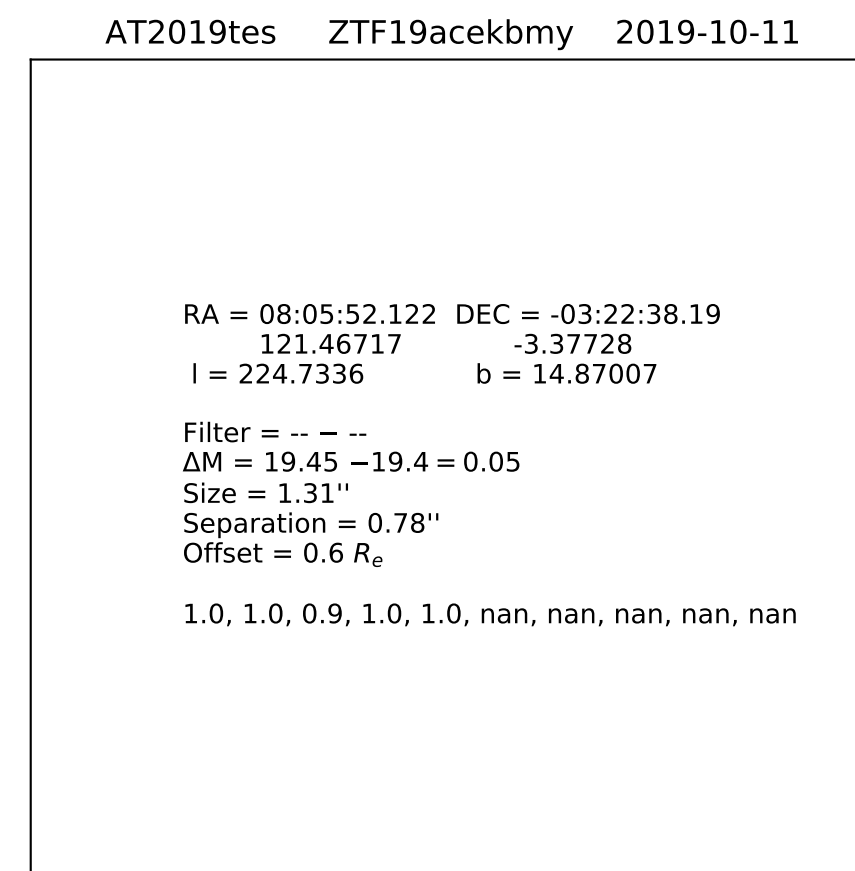 AT2019tes ZTF19acekbmy 2019-10-11
RA = 08:05:52.122 DEC = -03:22:38.19
121.46717 -3.37728
l = 224.7336 b = 14.87007
Filter = -- − --
ΔM = 19.45 −19.4 = 0.05
Size = 1.31''
Separation = 0.78''
Offset = 0.6 Rₑ
1.0, 1.0, 0.9, 1.0, 1.0, nan, nan, nan, nan, nan